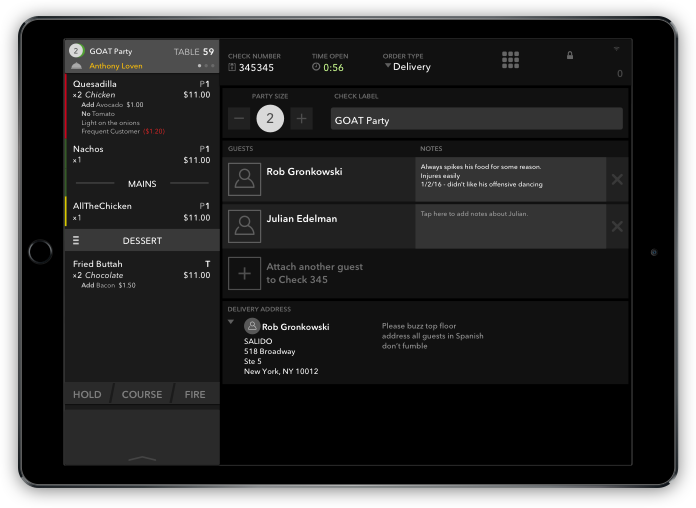 2 GOAT Party TABLE 59
Anthony Loven
Quesadilla P1
×2 Chicken $11.00
Add Avocado $1.00
No Tomato
Light on the onions
Frequent Customer ($1.20)
Nachos P1
×1 $11.00
MAINS
AllTheChicken P1
×1 $11.00
DESSERT
Fried Buttah T
×2 Chocolate $11.00
Add Bacon $1.50
HOLD COURSE FIRE
CHECK NUMBER
345345
TIME OPEN
0:56
ORDER TYPE
Delivery
0
PARTY SIZE
− 2 +
CHECK LABEL
GOAT Party
GUESTS NOTES
Rob Gronkowski
Always spikes his food for some reason.
Injures easily
1/2/16 - didn't like his offensive dancing
Julian Edelman
Tap here to add notes about Julian.
Attach another guest
to Check 345
DELIVERY ADDRESS
Rob Gronkowski
SALIDO
518 Broadway
Ste 5
New York, NY 10012
Please buzz top floor
address all guests in Spanish
don't fumble